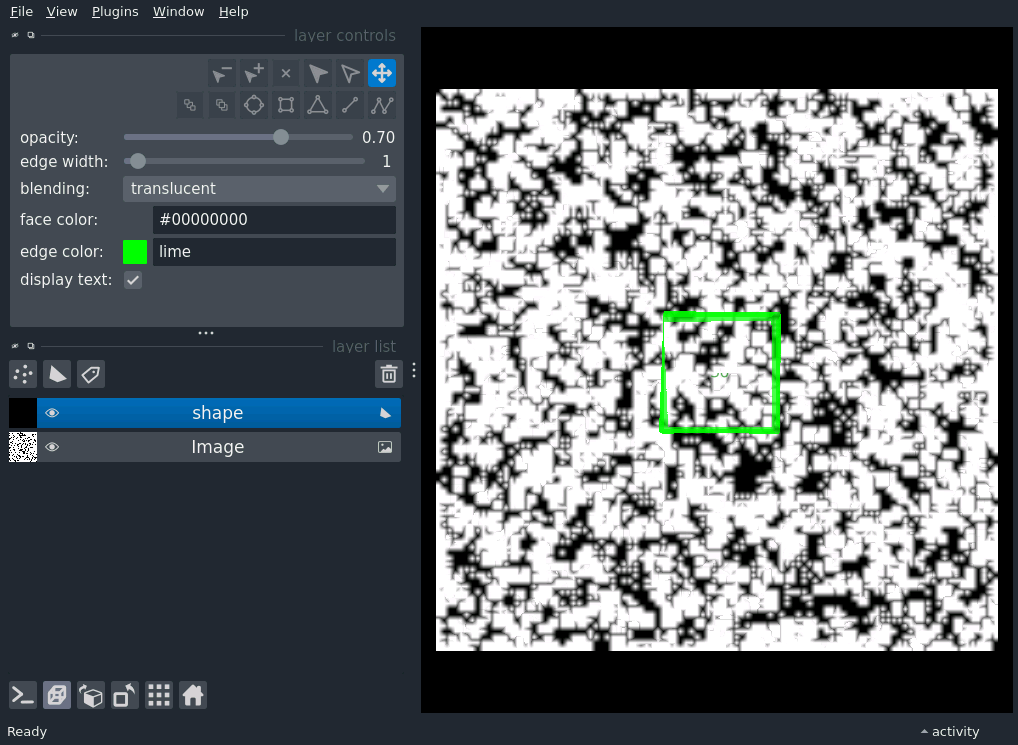 File View Plugins Window Help
layer controls
opacity: 0.70
edge width: 1
blending: translucent
face color: #00000000
edge color: lime
display text:
layer list
shape
Image
Ready
activity